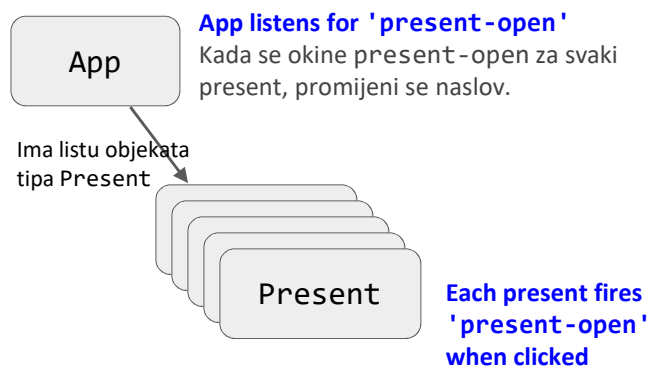 App listens for 'present-open'
App
Kada se okine present-open za svaki
present, promijeni se naslov.
Ima listu objekata
tipa Present
Present
Each present fires
'present-open'
when clicked